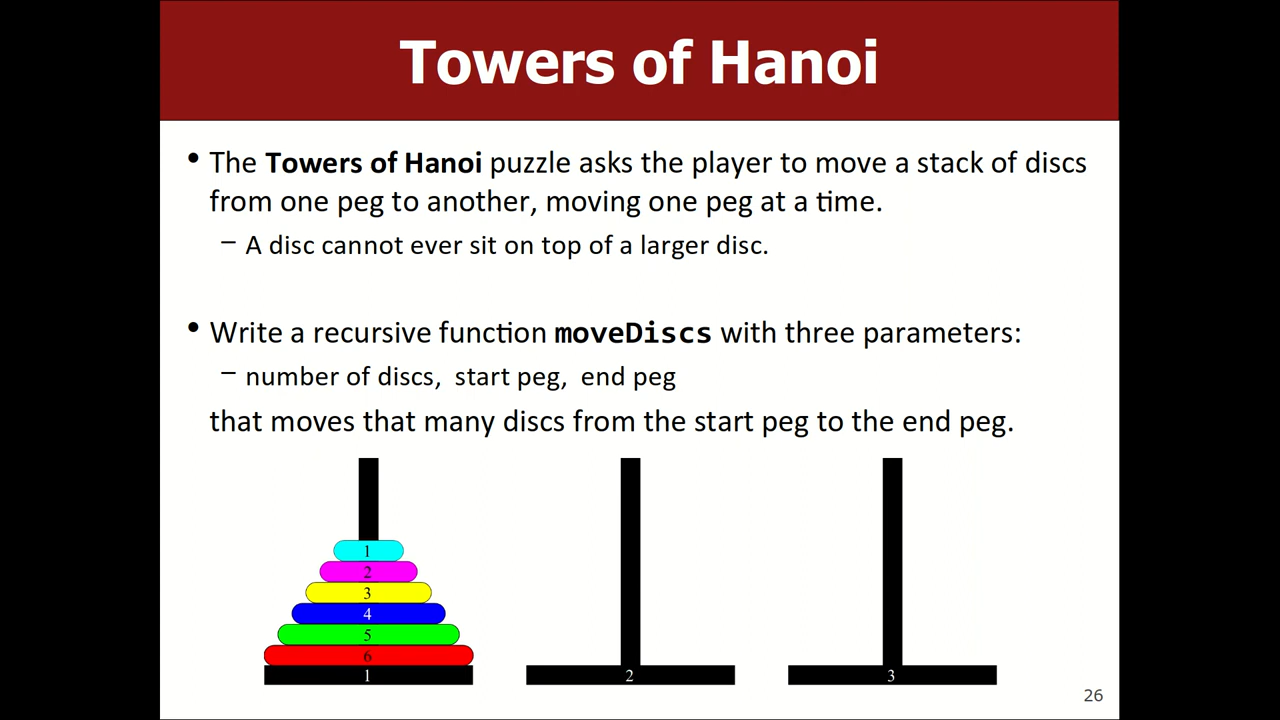 Towers of Hanoi
• The Towers of Hanoi puzzle asks the player to move a stack of discs
from one peg to another, moving one peg at a time.
– A disc cannot ever sit on top of a larger disc.
• Write a recursive function moveDiscs with three parameters:
– number of discs, start peg, end peg
that moves that many discs from the start peg to the end peg.
1
2
3
4
5
6
1
2
3
26